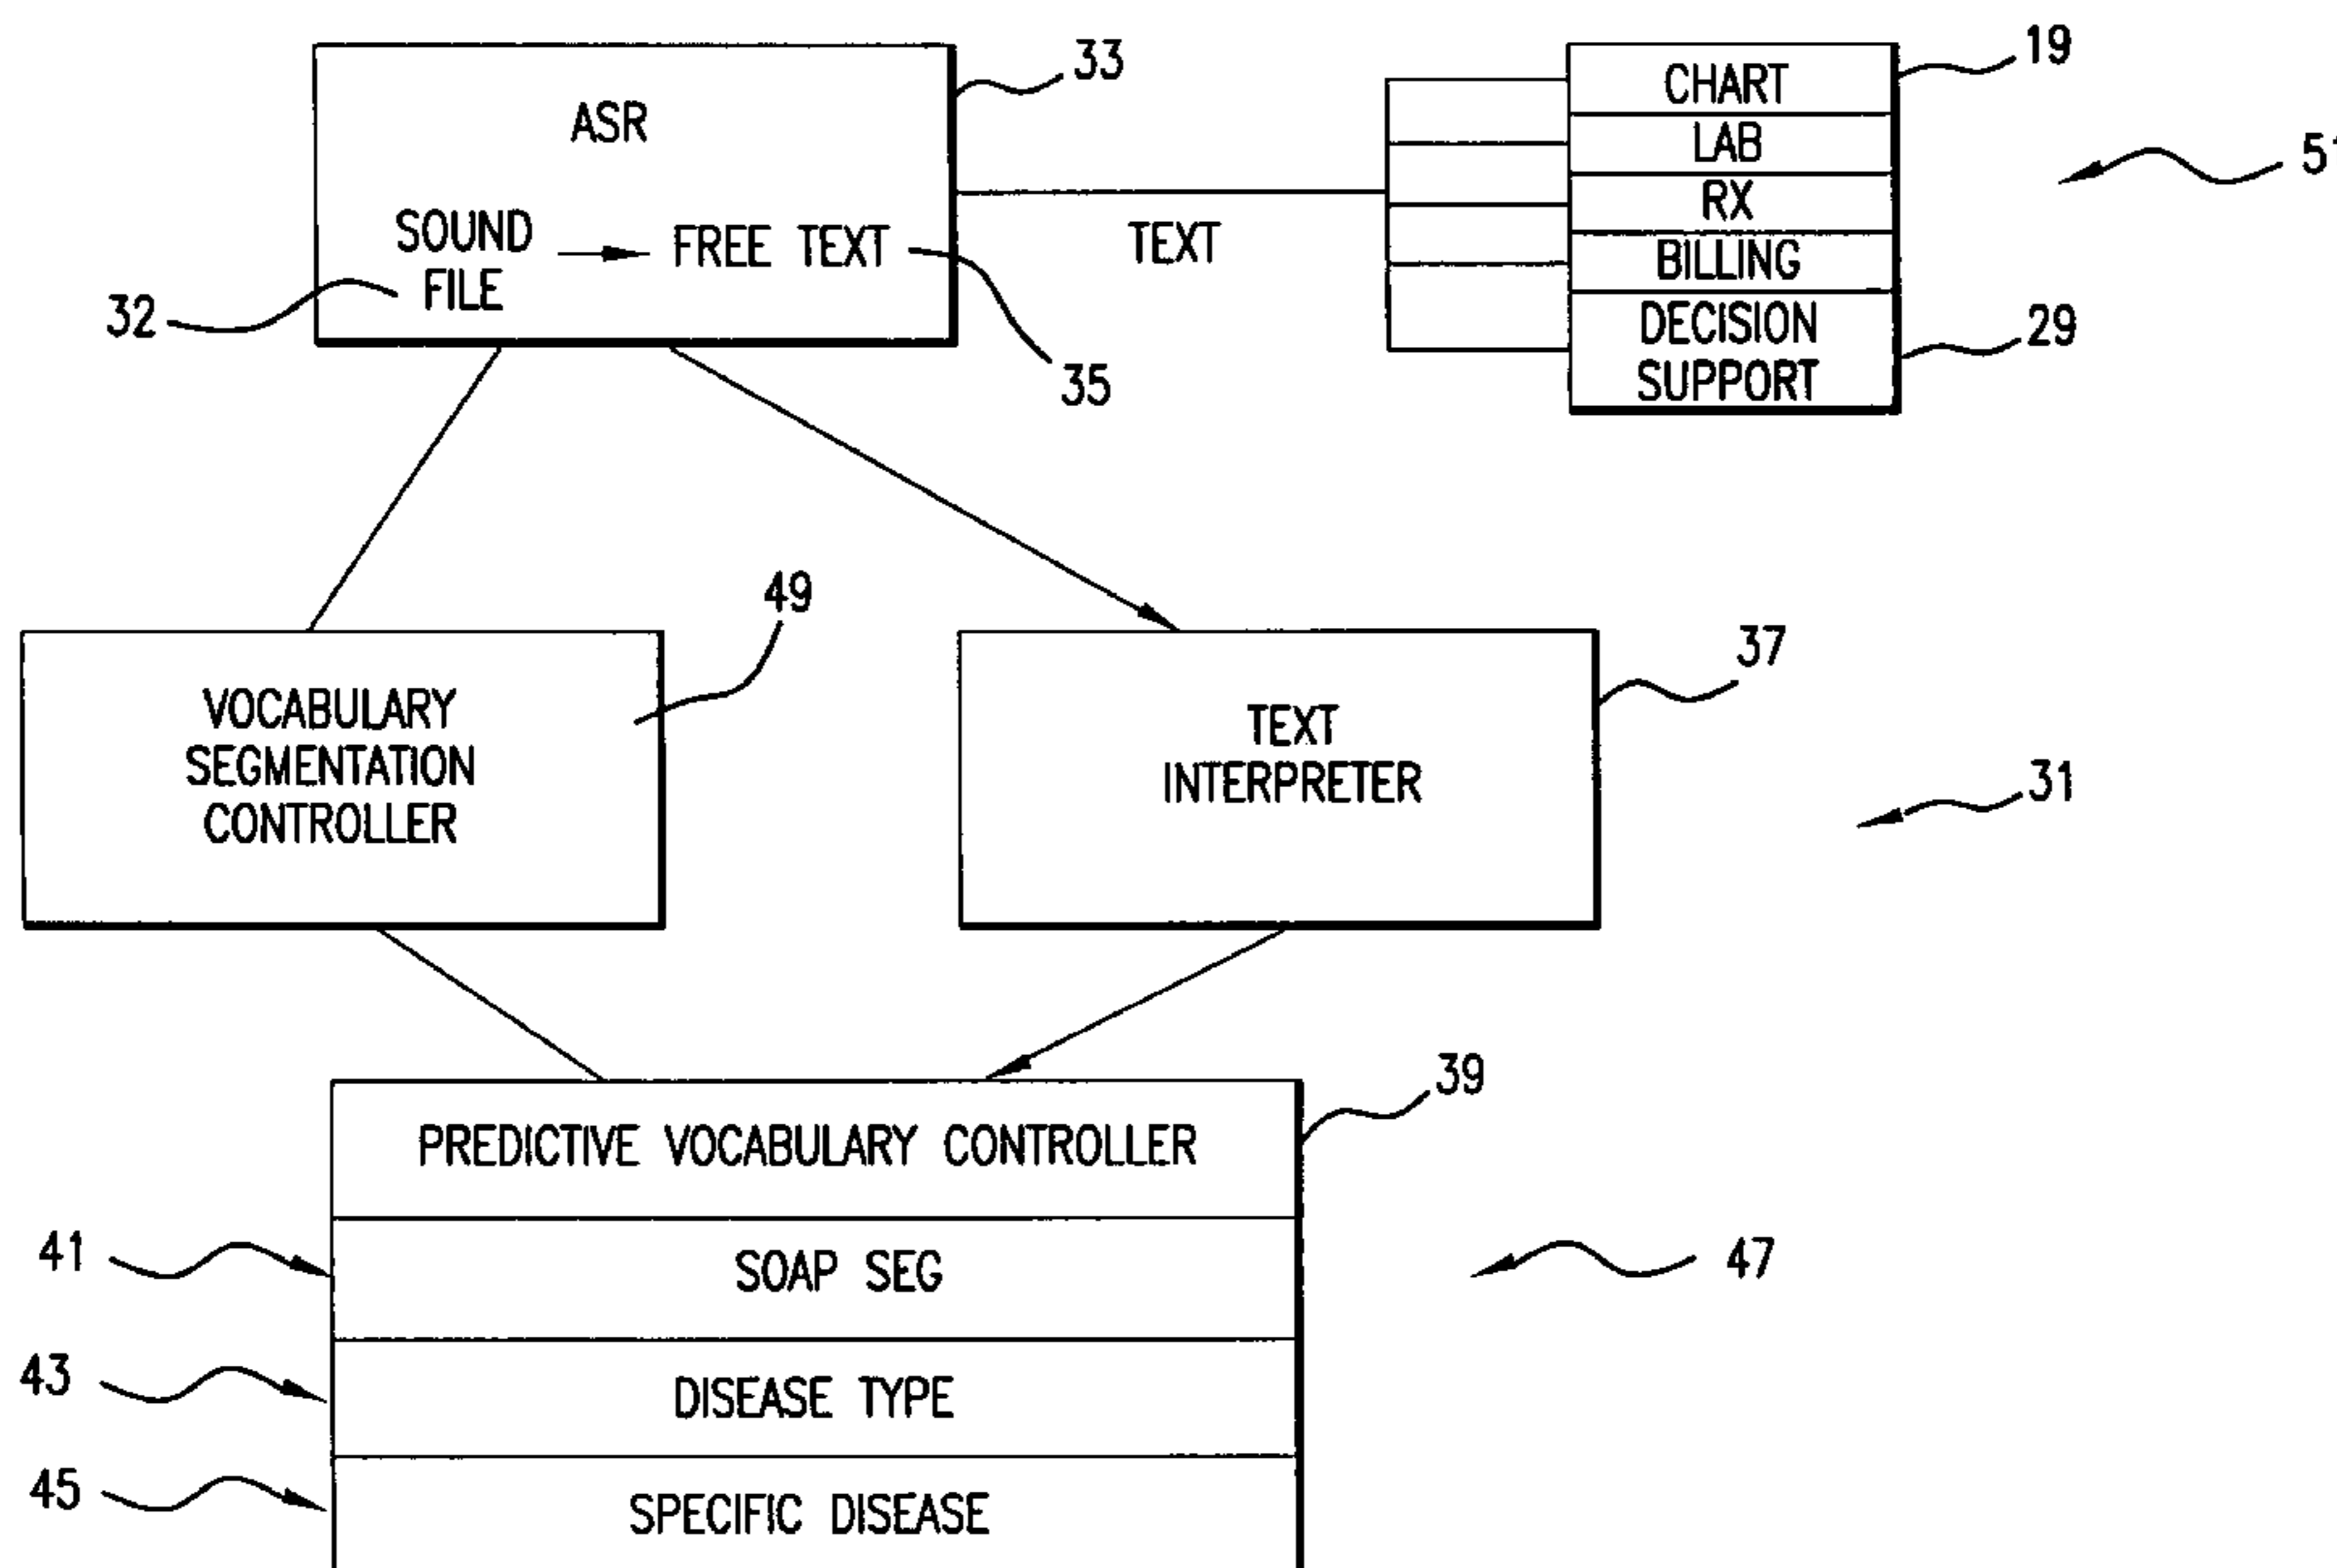 33
19
CHART
ASR
LAB
51
RX
SOUND FILE
FREE TEXT
TEXT
BILLING
32
DECISION SUPPORT
29
35
49
37
VOCABULARY
SEGMENTATION
CONTROLLER
TEXT
INTERPRETER
31
39
PREDICTIVE VOCABULARY CONTROLLER
41
SOAP SEG
47
43
DISEASE TYPE
45
SPECIFIC DISEASE